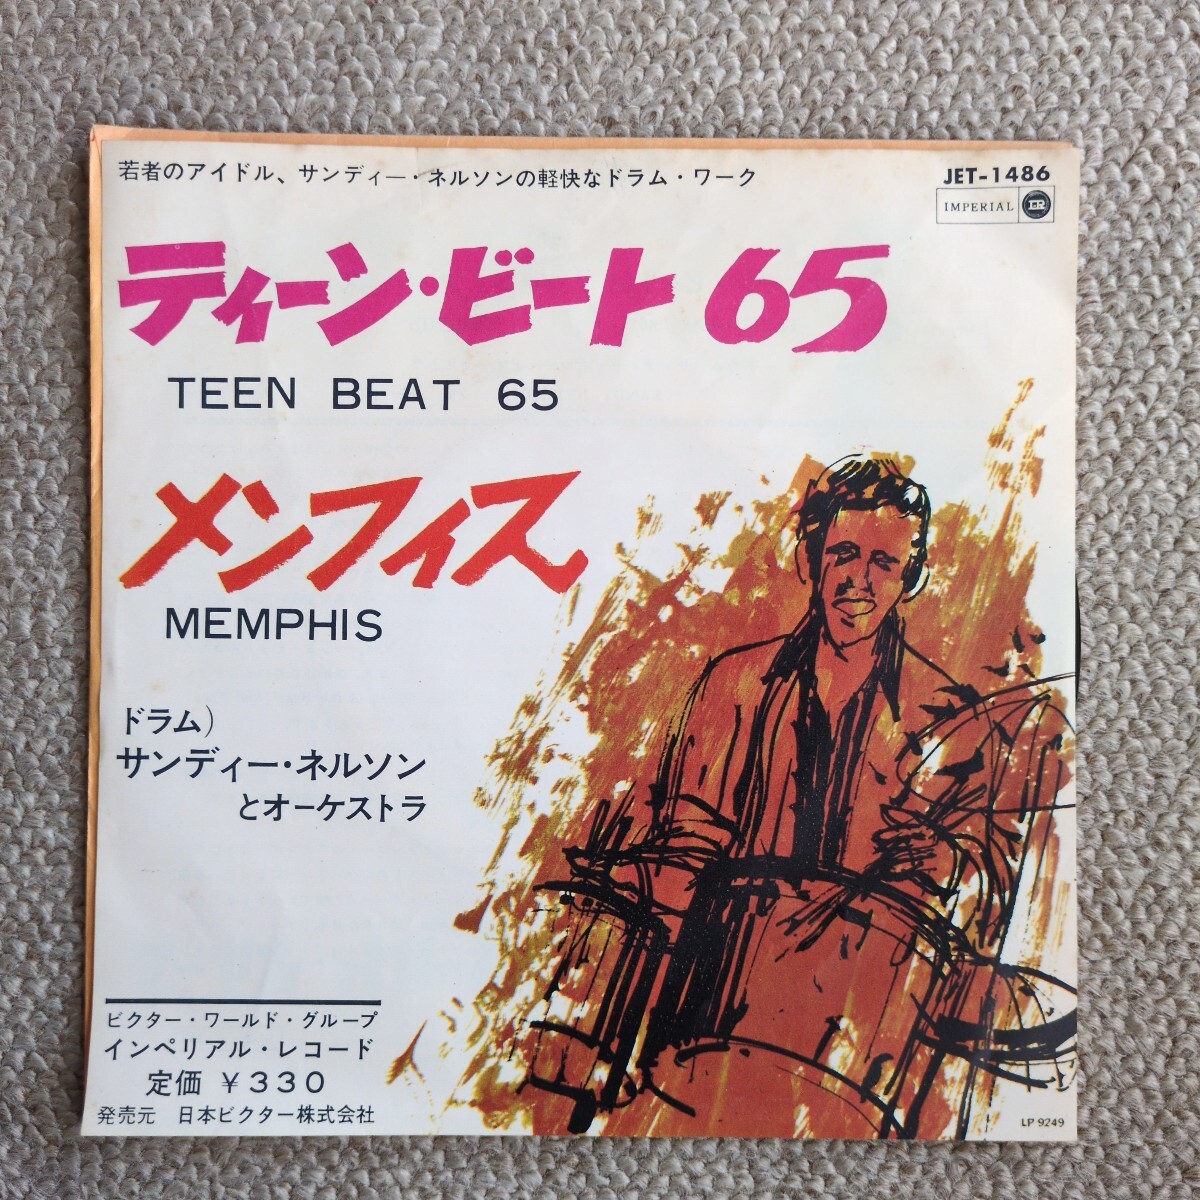 若者のアイドル、サンディー・ネルソンの軽快なドラム・ワーク
JET-1486
IMPERIAL
ティーン・ビート 65
TEEN BEAT 65
メンフィス
MEMPHIS
ドラム)
サンディー・ネルソン
とオーケストラ
ビクター・ワールド・グループ
インペリアル・レコード
定価 ¥330
発売元 日本ビクター株式会社
LP 9249